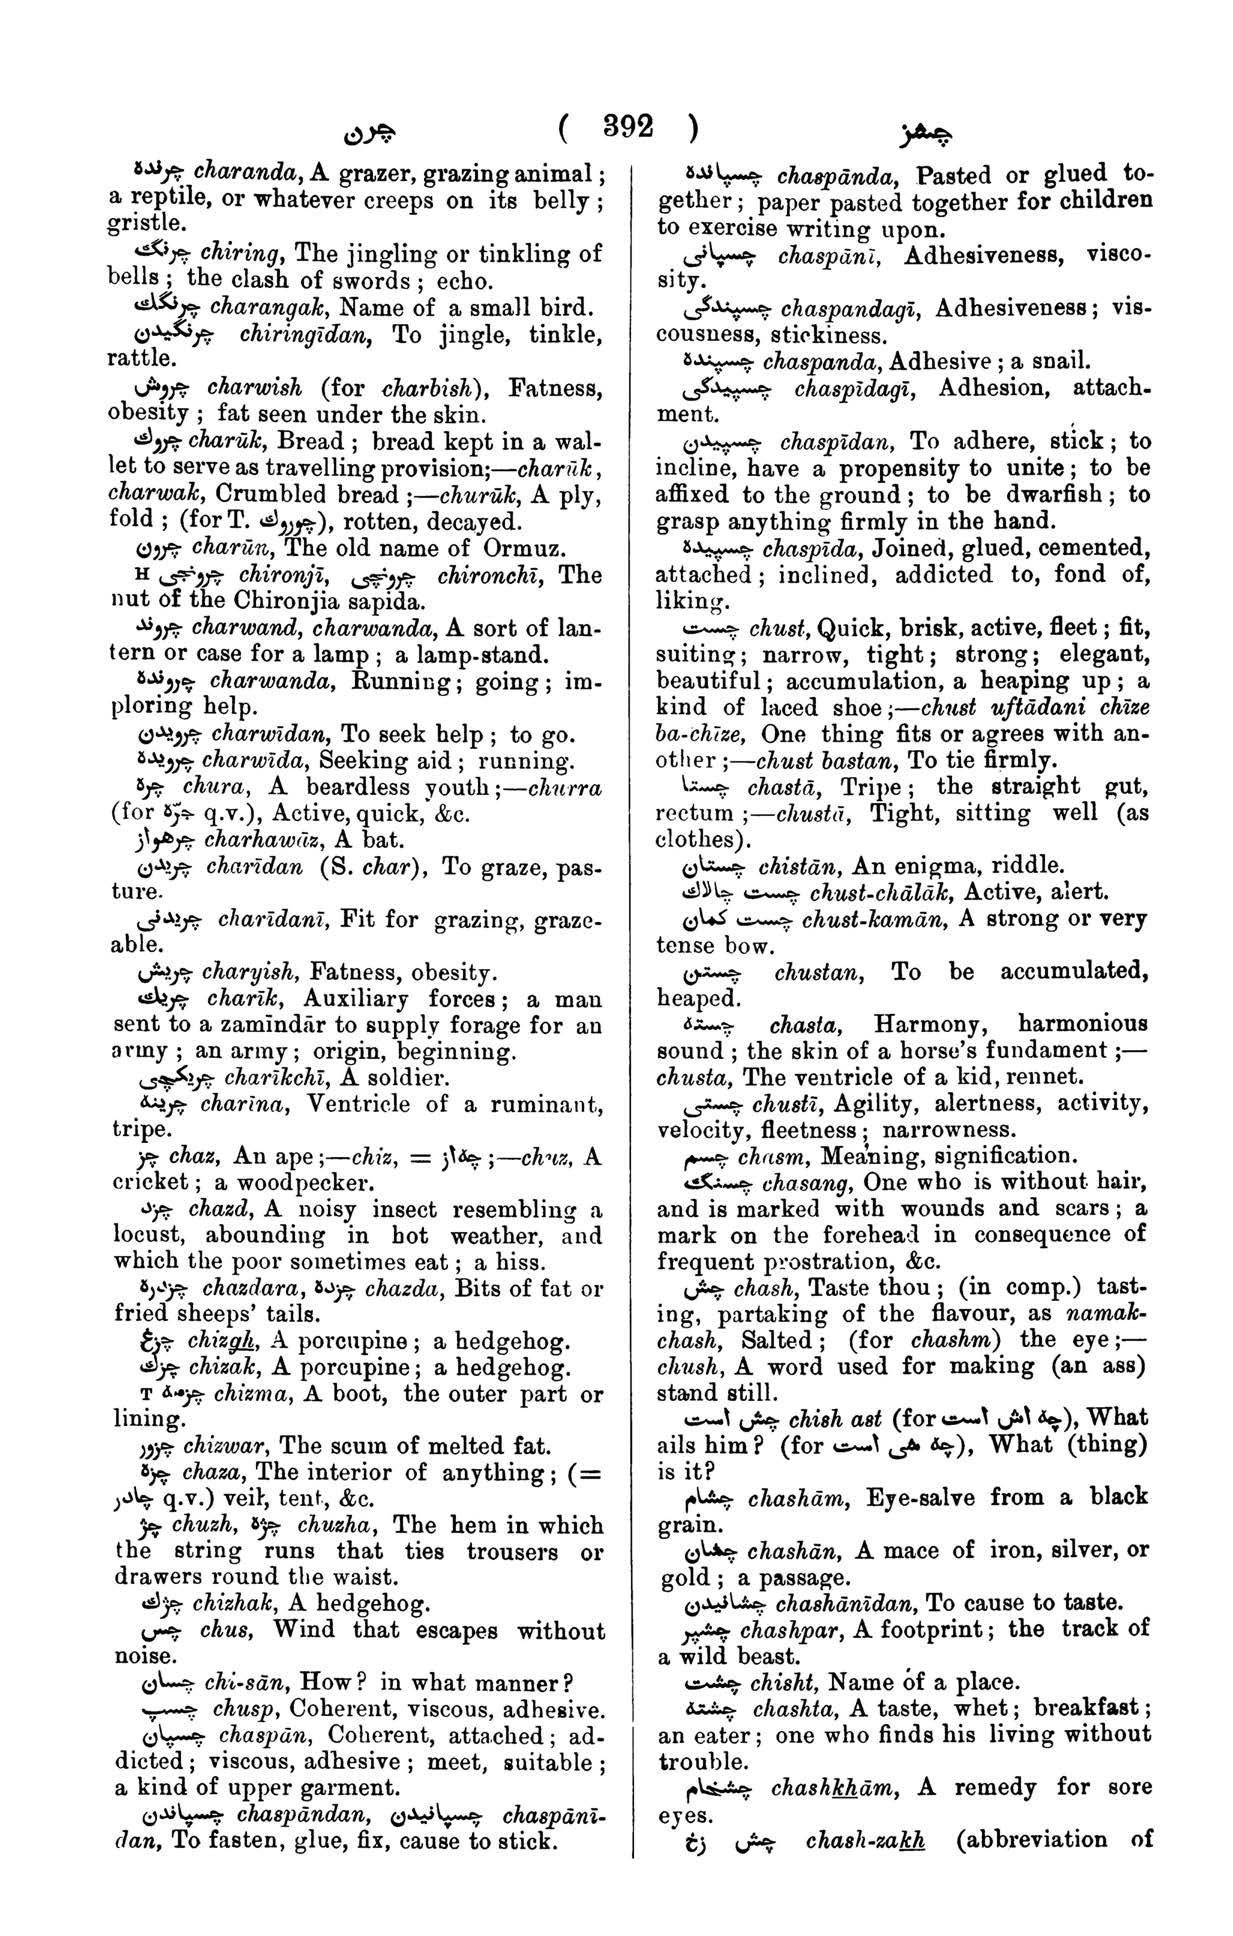 چرن ( 392 ) چشز
چرنده charanda, A grazer, grazing animal ;
a reptile, or whatever creeps on its belly ;
gristle.
چرنگ chiring, The jingling or tinkling of
bells ; the clash of swords ; echo.
چرنگك charangak, Name of a small bird.
چرنگیدن chiringīdan, To jingle, tinkle,
rattle.
چروش charwish (for charbish), Fatness,
obesity ; fat seen under the skin.
چروك charūk, Bread ; bread kept in a wal-
let to serve as travelling provision;—charūk,
charwak, Crumbled bread ;—churūk, A ply,
fold ; (for T. چوروك), rotten, decayed.
چرون charūn, The old name of Ormuz.
H چرونجی chironjī, چرونچی chironchī, The
nut of the Chironjia sapida.
چروند charwand, charwanda, A sort of lan-
tern or case for a lamp ; a lamp-stand.
چرونده charwanda, Running ; going ; im-
ploring help.
چرویدن charwīdan, To seek help ; to go.
چرویده charwīda, Seeking aid ; running.
چره chura, A beardless youth ;—churra
(for جرّه q.v.), Active, quick, &c.
چرهواز charhawāz, A bat.
چریدن charīdan (S. char), To graze, pas-
ture.
چریدنی charīdanī, Fit for grazing, graze-
able.
چریش charyish, Fatness, obesity.
چریك charīk, Auxiliary forces ; a man
sent to a zamīndār to supply forage for an
army ; an army ; origin, beginning.
چریکچی charīkchī, A soldier.
چرینه charīna, Ventricle of a ruminant,
tripe.
چز chaz, An ape ;—chiz, = چغاز ;—chuz, A
cricket ; a woodpecker.
چزد chazd, A noisy insect resembling a
locust, abounding in hot weather, and
which the poor sometimes eat ; a hiss.
چزدره chazdara, چزده chazda, Bits of fat or
fried sheeps' tails.
چزغ chizgh, A porcupine ; a hedgehog.
چزك chizak, A porcupine ; a hedgehog.
T چزمه chizma, A boot, the outer part or
lining.
چزور chizwar, The scum of melted fat.
چزه chaza, The interior of anything ; (=
چادر q.v.) veil, tent, &c.
چژ chuzh, چژه chuzha, The hem in which
the string runs that ties trousers or
drawers round the waist.
چژك chizhak, A hedgehog.
چس chus, Wind that escapes without
noise.
چسان chi-sān, How? in what manner?
چسپ chusp, Coherent, viscous, adhesive.
چسپان chaspān, Coherent, attached ; ad-
dicted ; viscous, adhesive ; meet, suitable ;
a kind of upper garment.
چسپاندن chaspāndan, چسپانیدن chaspānī-
dan, To fasten, glue, fix, cause to stick.
چسپانده chaspānda, Pasted or glued to-
gether ; paper pasted together for children
to exercise writing upon.
چسپانی chaspānī, Adhesiveness, visco-
sity.
چسپندگی chaspandagī, Adhesiveness ; vis-
cousness, stickiness.
چسپنده chaspanda, Adhesive ; a snail.
چسپیدگی chaspīdagī, Adhesion, attach-
ment.
چسپیدن chaspīdan, To adhere, stick ; to
incline, have a propensity to unite ; to be
affixed to the ground ; to be dwarfish ; to
grasp anything firmly in the hand.
چسپیده chaspīda, Joined, glued, cemented,
attached ; inclined, addicted to, fond of,
liking.
چست chust, Quick, brisk, active, fleet ; fit,
suiting ; narrow, tight ; strong ; elegant,
beautiful ; accumulation, a heaping up ; a
kind of laced shoe ;—chust uftādani chīze
ba-chīze, One thing fits or agrees with an-
other ;—chust bastan, To tie firmly.
چستا chastā, Tripe ; the straight gut,
rectum ;—chustā, Tight, sitting well (as
clothes).
چستان chistān, An enigma, riddle.
چست چالاك chust-chālāk, Active, alert.
چست کمان chust-kamān, A strong or very
tense bow.
چستن chustan, To be accumulated,
heaped.
چسته chasta, Harmony, harmonious
sound ; the skin of a horse's fundament ;—
chusta, The ventricle of a kid, rennet.
چستی chustī, Agility, alertness, activity,
velocity, fleetness ; narrowness.
چسم chasm, Meaning, signification.
چسنگ chasang, One who is without hair,
and is marked with wounds and scars ; a
mark on the forehead in consequence of
frequent prostration, &c.
چش chash, Taste thou ; (in comp.) tast-
ing, partaking of the flavour, as namak-
chash, Salted ; (for chashm) the eye ;—
chush, A word used for making (an ass)
stand still.
چش است chish ast (for چه اش است), What
ails him? (for چه شی است), What (thing)
is it?
چشام chashām, Eye-salve from a black
grain.
چشان chashān, A mace of iron, silver, or
gold ; a passage.
چشانیدن chashānīdan, To cause to taste.
چشپر chashpar, A footprint ; the track of
a wild beast.
چشت chisht, Name of a place.
چشته chashta, A taste, whet ; breakfast ;
an eater ; one who finds his living without
trouble.
چشخام chashkhām, A remedy for sore
eyes.
چش زخ chash-zakh (abbreviation of